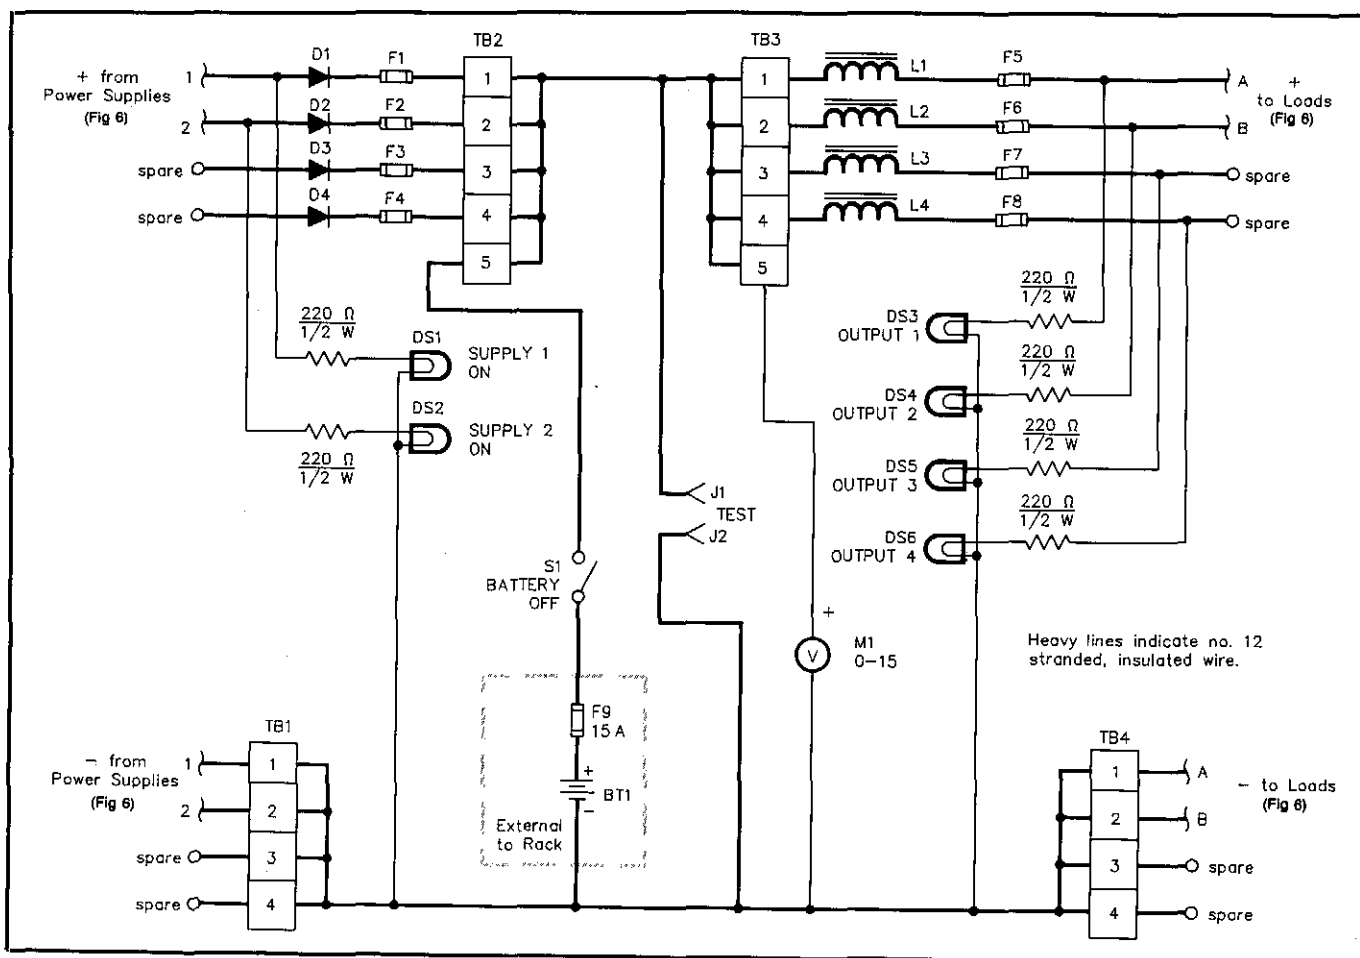 + from
Power Supplies
(Fig 6)
1
2
spare
spare
D1
D2
D3
D4
F1
F2
F3
F4
TB2
1
2
3
4
5
TB3
1
2
3
4
5
L1
L2
L3
L4
F5
F6
F7
F8
A
B
+
to Loads
(Fig 6)
spare
spare
220 Ω
1/2 W
DS1
SUPPLY 1
ON
DS2
SUPPLY 2
ON
220 Ω
1/2 W
220 Ω
1/2 W
DS3
OUTPUT 1
220 Ω
1/2 W
DS4
OUTPUT 2
220 Ω
1/2 W
DS5
OUTPUT 3
220 Ω
1/2 W
DS6
OUTPUT 4
J1
TEST
J2
S1
BATTERY
OFF
+
V
M1
0-15
Heavy lines indicate no. 12
stranded, insulated wire.
F9
15 A
+
BT1
-
External
to Rack
TB1
1
2
3
4
- from
Power Supplies
(Fig 6)
1
2
spare
spare
TB4
1
2
3
4
A
B
- to Loads
(Fig 6)
spare
spare